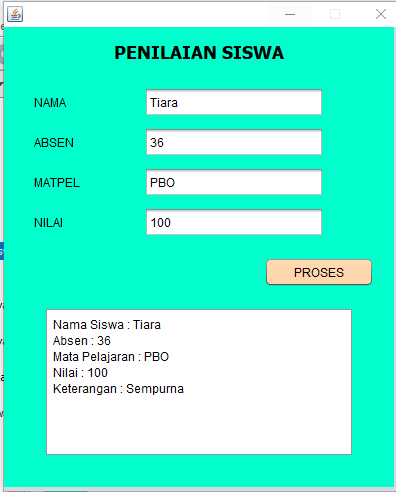 PENILAIAN SISWA
NAMA Tiara
ABSEN 36
MATPEL PBO
NILAI 100
PROSES
Nama Siswa : Tiara
Absen : 36
Mata Pelajaran : PBO
Nilai : 100
Keterangan : Sempurna